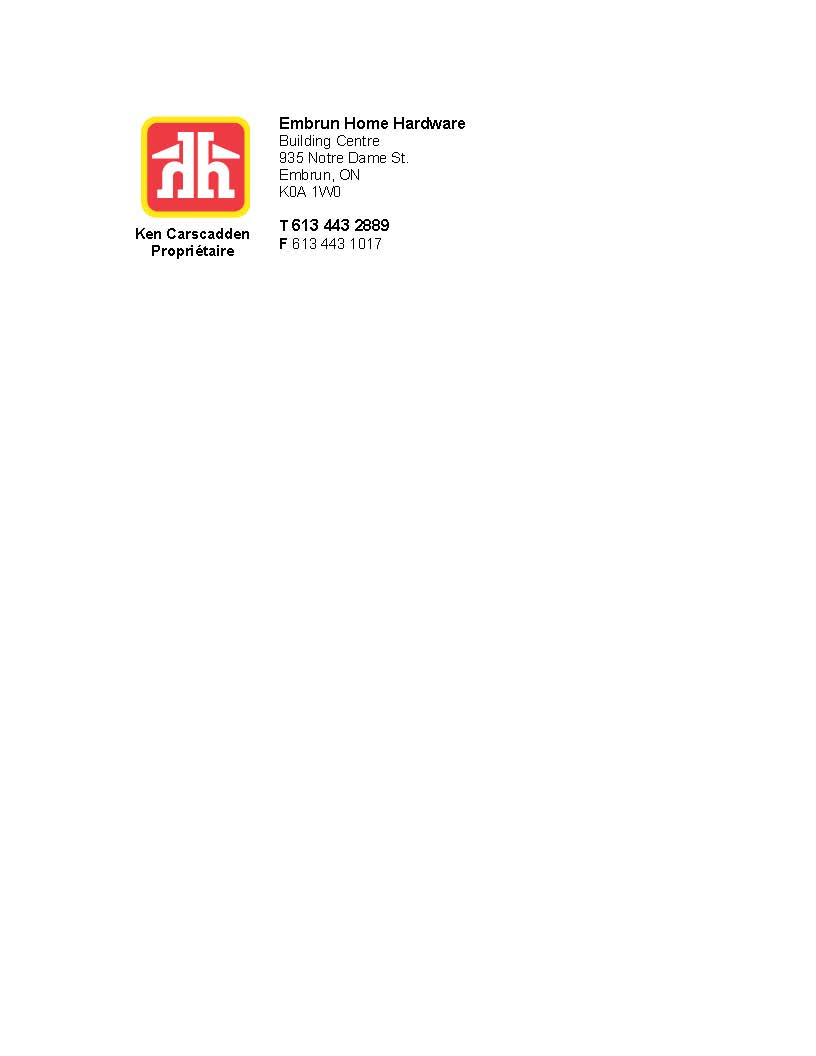 Embrun Home Hardware
Building Centre
935 Notre Dame St.
Embrun, ON
K0A 1W0
T 613 443 2889
F 613 443 1017
Ken Carscadden
Propriétaire